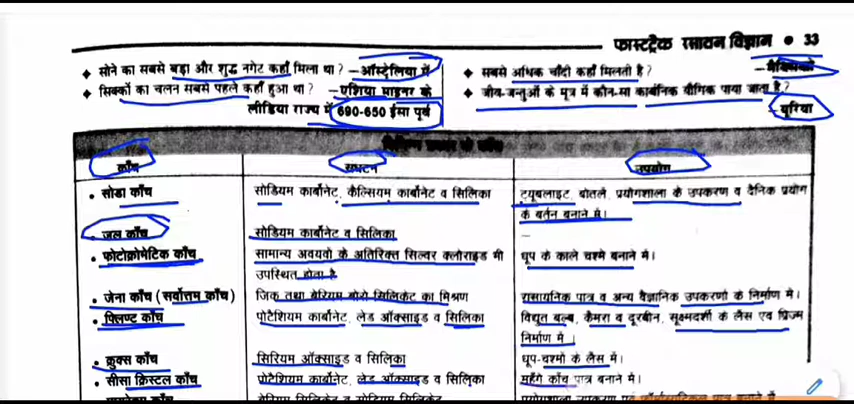 फास्टट्रैक रसायन विज्ञान • 33
♦ सोने का सबसे बड़ा और शुद्ध नगेट कहाँ मिला था? –ऑस्ट्रेलिया में
♦ सिक्कों का चलन सबसे पहले कहाँ हुआ था? –एशिया माइनर के
लीडिया राज्य में 690-650 ईसा पूर्व
♦ सबसे अधिक चाँदी कहाँ मिलती है?
–मैक्सिको
♦ जीव-जन्तुओं के मूत्र में कौन-सा कार्बनिक यौगिक पाया जाता है?
–यूरिया
काँच संघटन उपयोग
• सोडा काँच सोडियम कार्बोनेट, कैल्सियम कार्बोनेट व सिलिका ट्यूबलाइट, बोतलें, प्रयोगशाला के उपकरण व दैनिक प्रयोग
के बर्तन बनाने में।
• जल काँच सोडियम कार्बोनेट व सिलिका –
• फोटोक्रोमेटिक काँच सामान्य अवयवों के अतिरिक्त सिल्वर क्लोराइड भी धूप के काले चश्मे बनाने में।
उपस्थित होता है
• जेना काँच (सर्वोत्तम काँच) जिंक तथा बेरियम बोरो सिलिकेट का मिश्रण रासायनिक पात्र व अन्य वैज्ञानिक उपकरणों के निर्माण में।
• फ्लिण्ट काँच पोटैशियम कार्बोनेट, लेड ऑक्साइड व सिलिका विद्युत बल्ब, कैमरा व दूरबीन, सूक्ष्मदर्शी के लैंस एवं प्रिज्म
निर्माण में
• क्रुक्स काँच सिरियम ऑक्साइड व सिलिका धूप-चश्मों के लैंस में।
• सीसा क्रिस्टल काँच पोटैशियम कार्बोनेट, लेड ऑक्साइड व सिलिका महँगे काँच पात्र बनाने में।